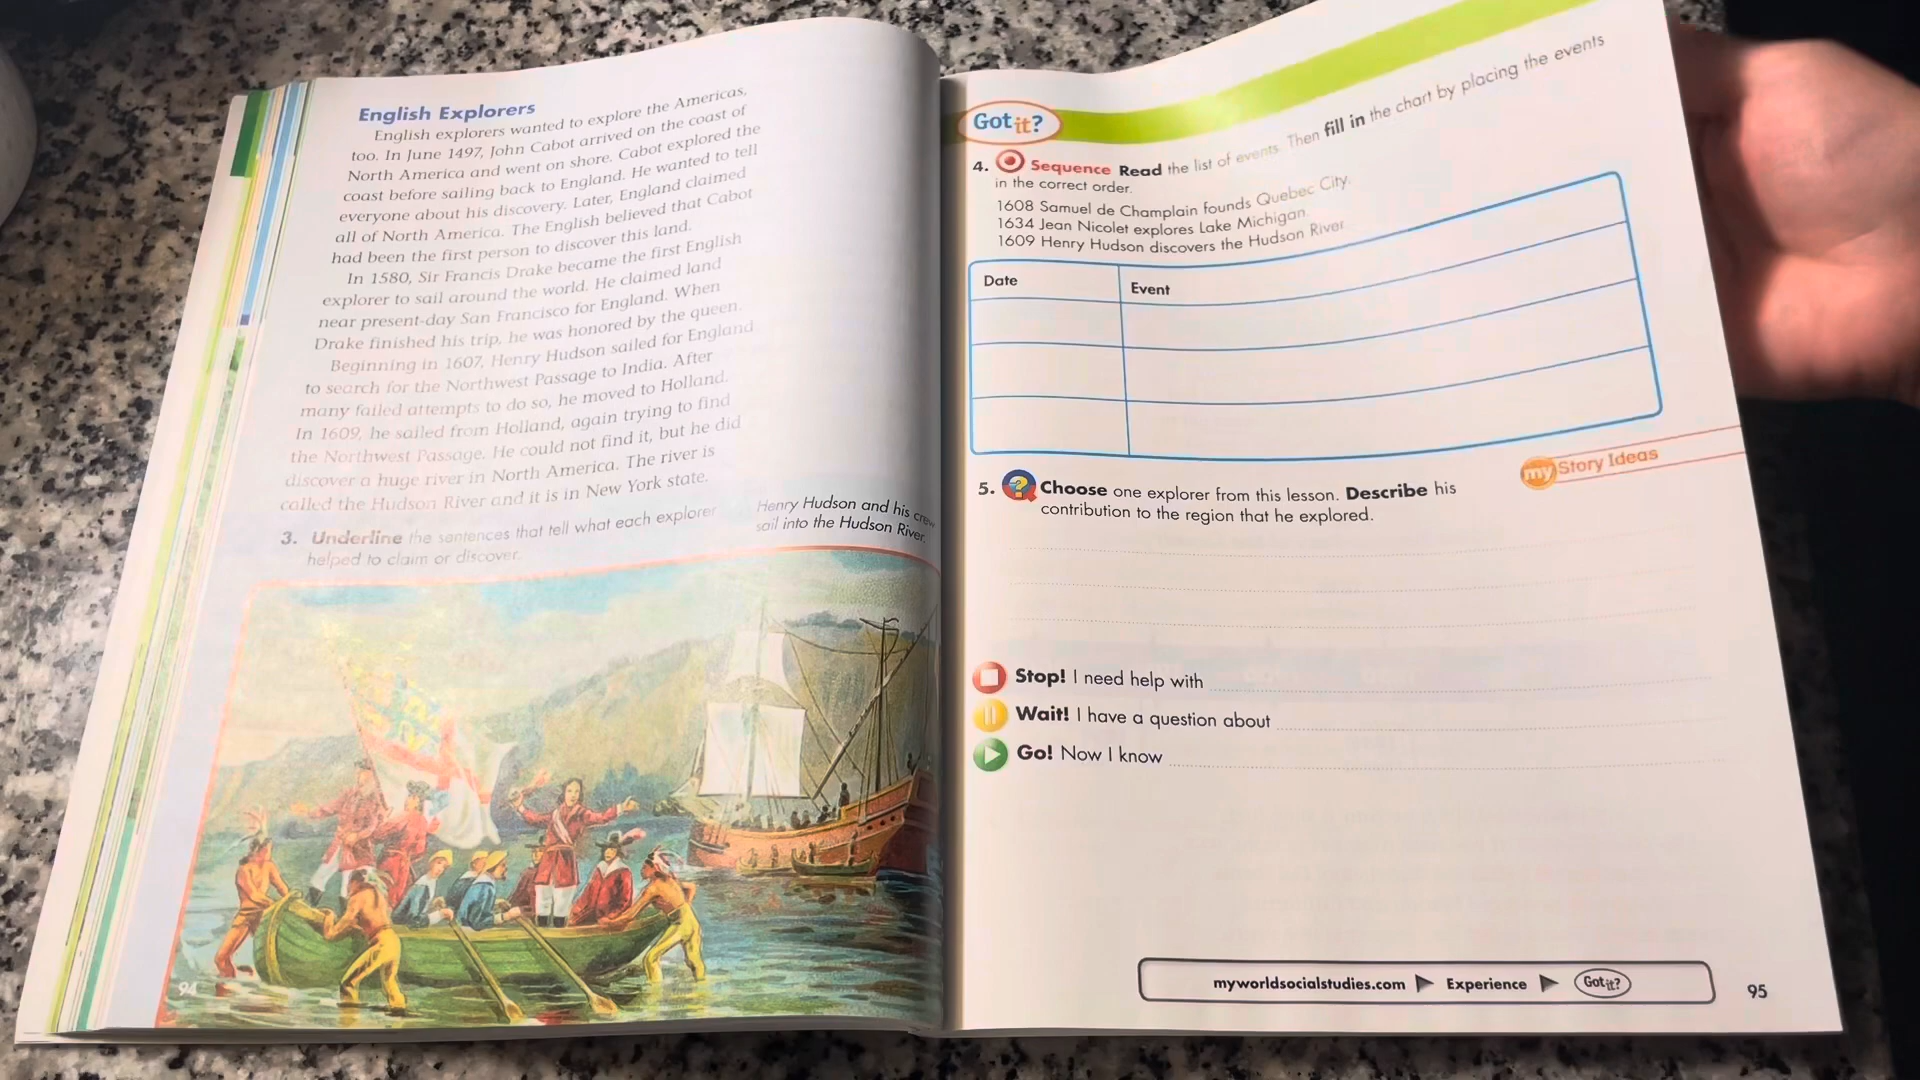 English Explorers
English explorers wanted to explore the Americas,
too. In June 1497, John Cabot arrived on the coast of
North America and went on shore. Cabot explored the
coast before sailing back to England. He wanted to tell
everyone about his discovery. Later, England claimed
all of North America. The English believed that Cabot
had been the first person to discover this land.
In 1580, Sir Francis Drake became the first English
explorer to sail around the world. He claimed land
near present-day San Francisco for England. When
Drake finished his trip, he was honored by the queen.
Beginning in 1607, Henry Hudson sailed for England
to search for the Northwest Passage to India. After
many failed attempts to do so, he moved to Holland.
In 1609, he sailed from Holland, again trying to find
the Northwest Passage. He could not find it, but he did
discover a huge river in North America. The river is
called the Hudson River and it is in New York state.
3. Underline the sentences that tell what each explorer
helped to claim or discover.
Henry Hudson and his crew
sail into the Hudson River.
94
Got it?
4. Sequence Read the list of events. Then fill in the chart by placing the events
in the correct order.
1608 Samuel de Champlain founds Quebec City.
1634 Jean Nicolet explores Lake Michigan
1609 Henry Hudson discovers the Hudson River
Date
Event
my Story Ideas
5. Choose one explorer from this lesson. Describe his
contribution to the region that he explored.
Stop! I need help with
Wait! I have a question about
Go! Now I know
myworldsocialstudies.com Experience Got it?
95